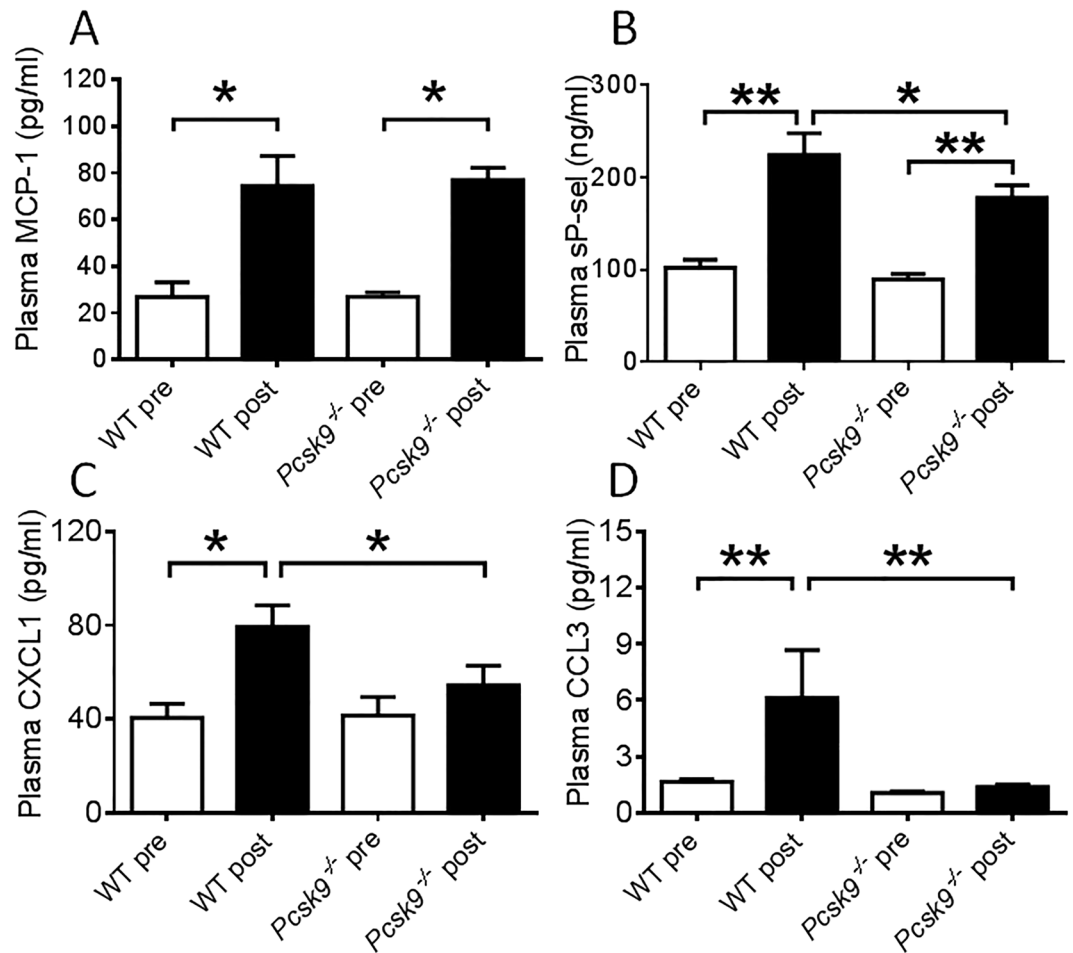 A
Plasma MCP-1 (pg/ml)
120
100
80
60
40
20
0
* *
WT pre
WT post
Pcsk9 -/- pre
Pcsk9 -/- post
B
Plasma sP-sel (ng/ml)
300
200
100
0
** *
**
WT pre
WT post
Pcsk9 -/- pre
Pcsk9 -/- post
C
Plasma CXCL1 (pg/ml)
120
80
40
0
* *
WT pre
WT post
Pcsk9 -/- pre
Pcsk9 -/- post
D
Plasma CCL3 (pg/ml)
15
12
9
6
3
0
** **
WT pre
WT post
Pcsk9 -/- pre
Pcsk9 -/- post